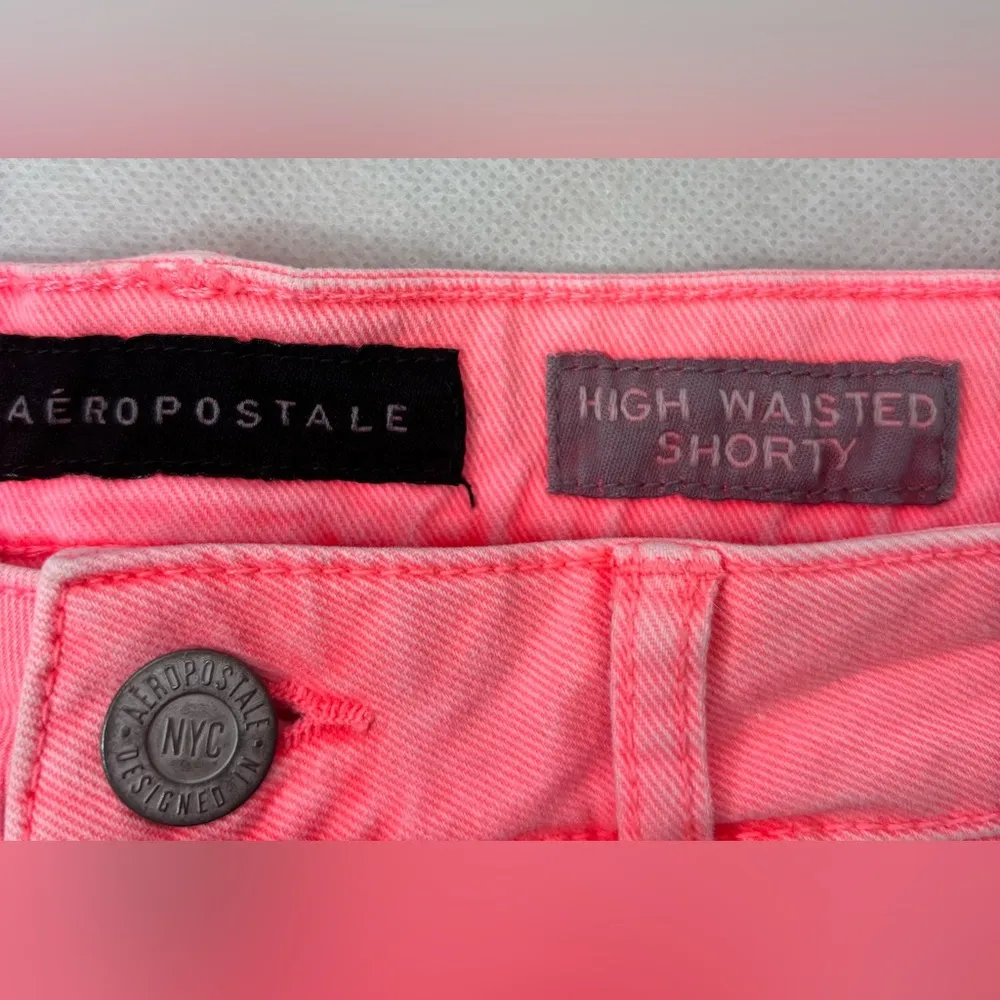 AÉROPOSTALE
HIGH WAISTED
SHORTY
AÉROPOSTALE
NYC
DESIGNED IN